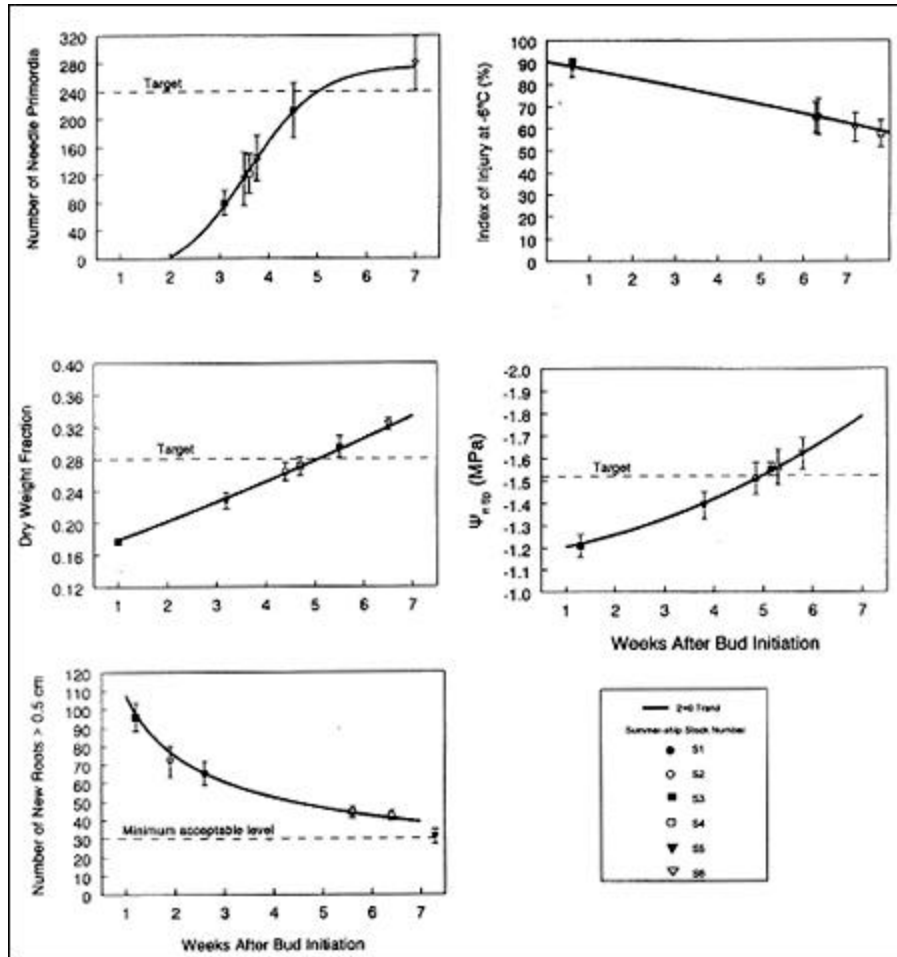 Number of Needle Primordia
320
280
240
200
160
120
80
40
0
Target
1 2 3 4 5 6 7
Index of Injury at -6°C (%)
100
90
80
70
60
50
40
30
20
10
0
1 2 3 4 5 6 7
Dry Weight Fraction
0.40
0.36
0.32
0.28
0.24
0.20
0.16
0.12
Target
1 2 3 4 5 6 7
Ψπ tip (MPa)
-2.0
-1.9
-1.8
-1.7
-1.6
-1.5
-1.4
-1.3
-1.2
-1.1
-1.0
Target
1 2 3 4 5 6 7
Weeks After Bud Initiation
Number of New Roots > 0.5 cm
120
110
100
90
80
70
60
50
40
30
20
10
0
Minimum acceptable level
1 2 3 4 5 6 7
Weeks After Bud Initiation
2+0 Trend
Summer-ship Stock Number
S1
S2
S3
S4
S5
S6